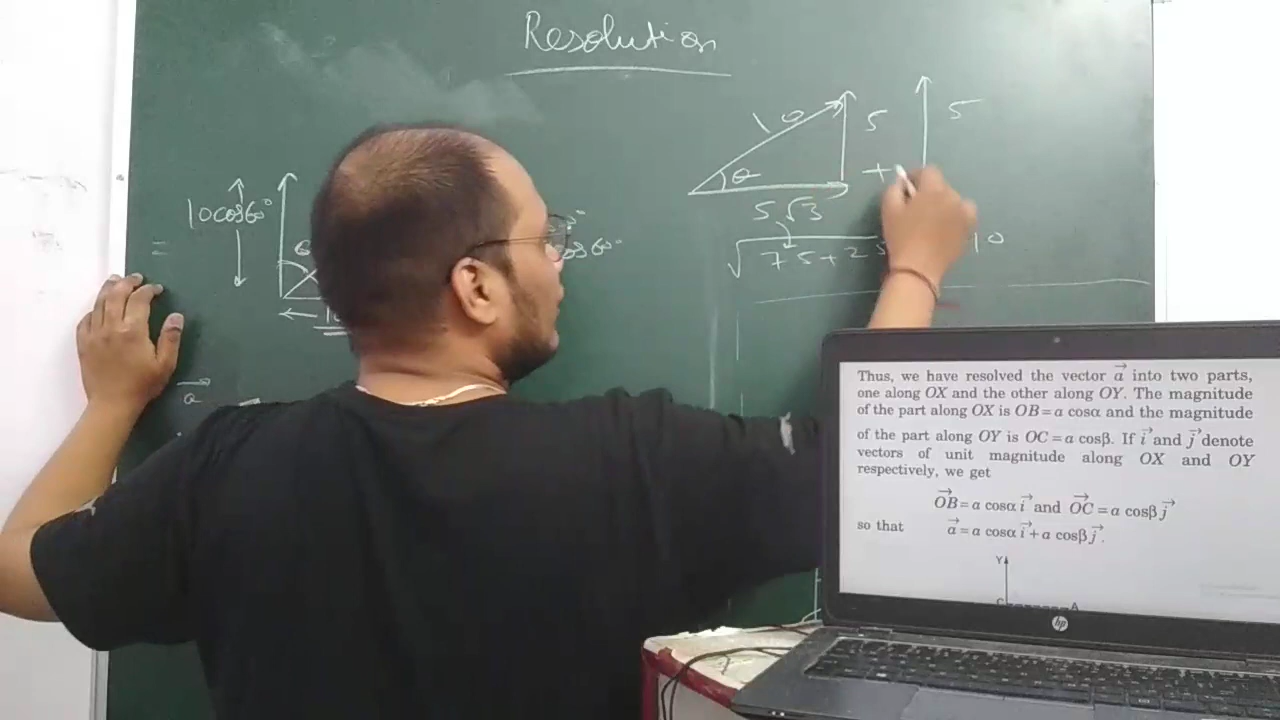 Resolution
10
5
5
θ
+
5√3
√75+25
10
10cos60°
=
cos60°
a
Thus, we have resolved the vector a⃗ into two parts,
one along OX and the other along OY. The magnitude
of the part along OX is OB = a cosα and the magnitude
of the part along OY is OC = a cosβ. If i⃗ and j⃗ denote
vectors of unit magnitude along OX and OY
respectively, we get
OB⃗ = a cosα i⃗ and OC⃗ = a cosβ j⃗
so that a⃗ = a cosα i⃗ + a cosβ j⃗.
Y
C
A
hp